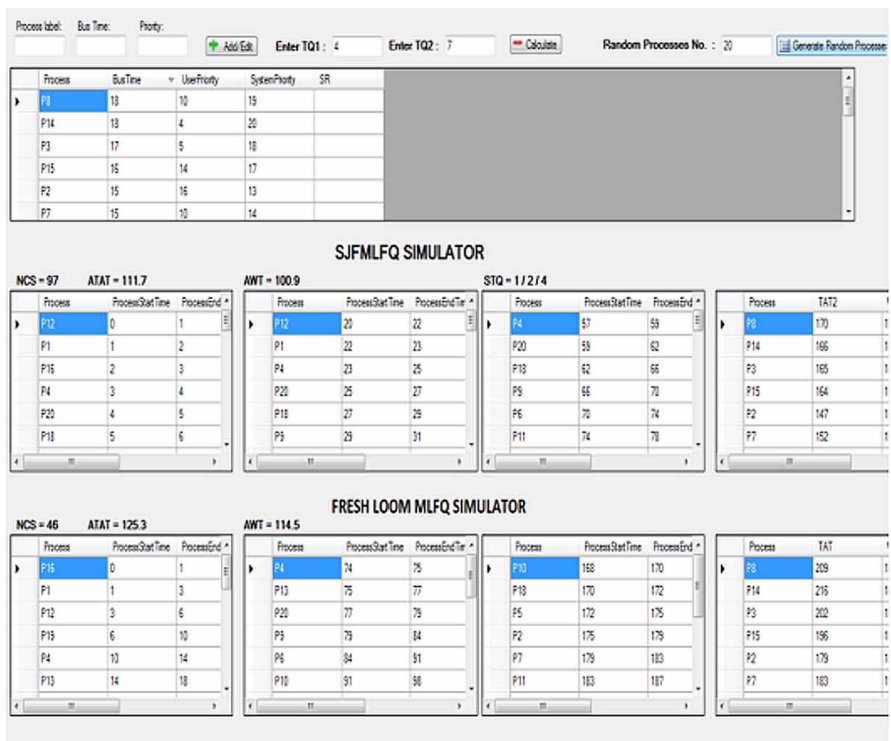 Process label: Bus Time: Priority:
Add/Edit Enter TQ1 : 4 Enter TQ2 : 7 Calculate Random Processes No. : 20 Generate Random Processes
Process BusTime UserPriority SystemPriority SR
P8 18 10 19
P14 18 4 20
P3 17 5 18
P15 16 14 17
P2 15 16 13
P7 15 10 14
SJFMLFQ SIMULATOR
NCS = 97 ATAT = 111.7 AWT = 100.9 STQ = 1 / 2 / 4
Process ProcessStartTime ProcessEnd Process ProcessStartTime ProcessEndTim Process ProcessStartTime ProcessEnd Process TAT2
P12 0 1 P12 20 22 P4 57 59 P8 170
P1 1 2 P1 22 23 P20 59 62 P14 166
P16 2 3 P4 23 25 P18 62 66 P3 165
P4 3 4 P20 25 27 P9 66 70 P15 164
P20 4 5 P18 27 29 P6 70 74 P2 147
P18 5 6 P9 29 31 P11 74 78 P7 152
FRESH LOOM MLFQ SIMULATOR
NCS = 46 ATAT = 125.3 AWT = 114.5
Process ProcessStartTime ProcessEnd Process ProcessStartTime ProcessEndTim Process ProcessStartTime ProcessEnd Process TAT
P16 0 1 P4 74 75 P10 168 170 P8 209
P1 1 3 P13 75 77 P18 170 172 P14 216
P12 3 6 P20 77 79 P5 172 175 P3 202
P19 6 10 P9 79 84 P2 175 179 P15 196
P4 10 14 P6 84 91 P7 179 183 P2 179
P13 14 18 P10 91 98 P11 183 187 P7 183